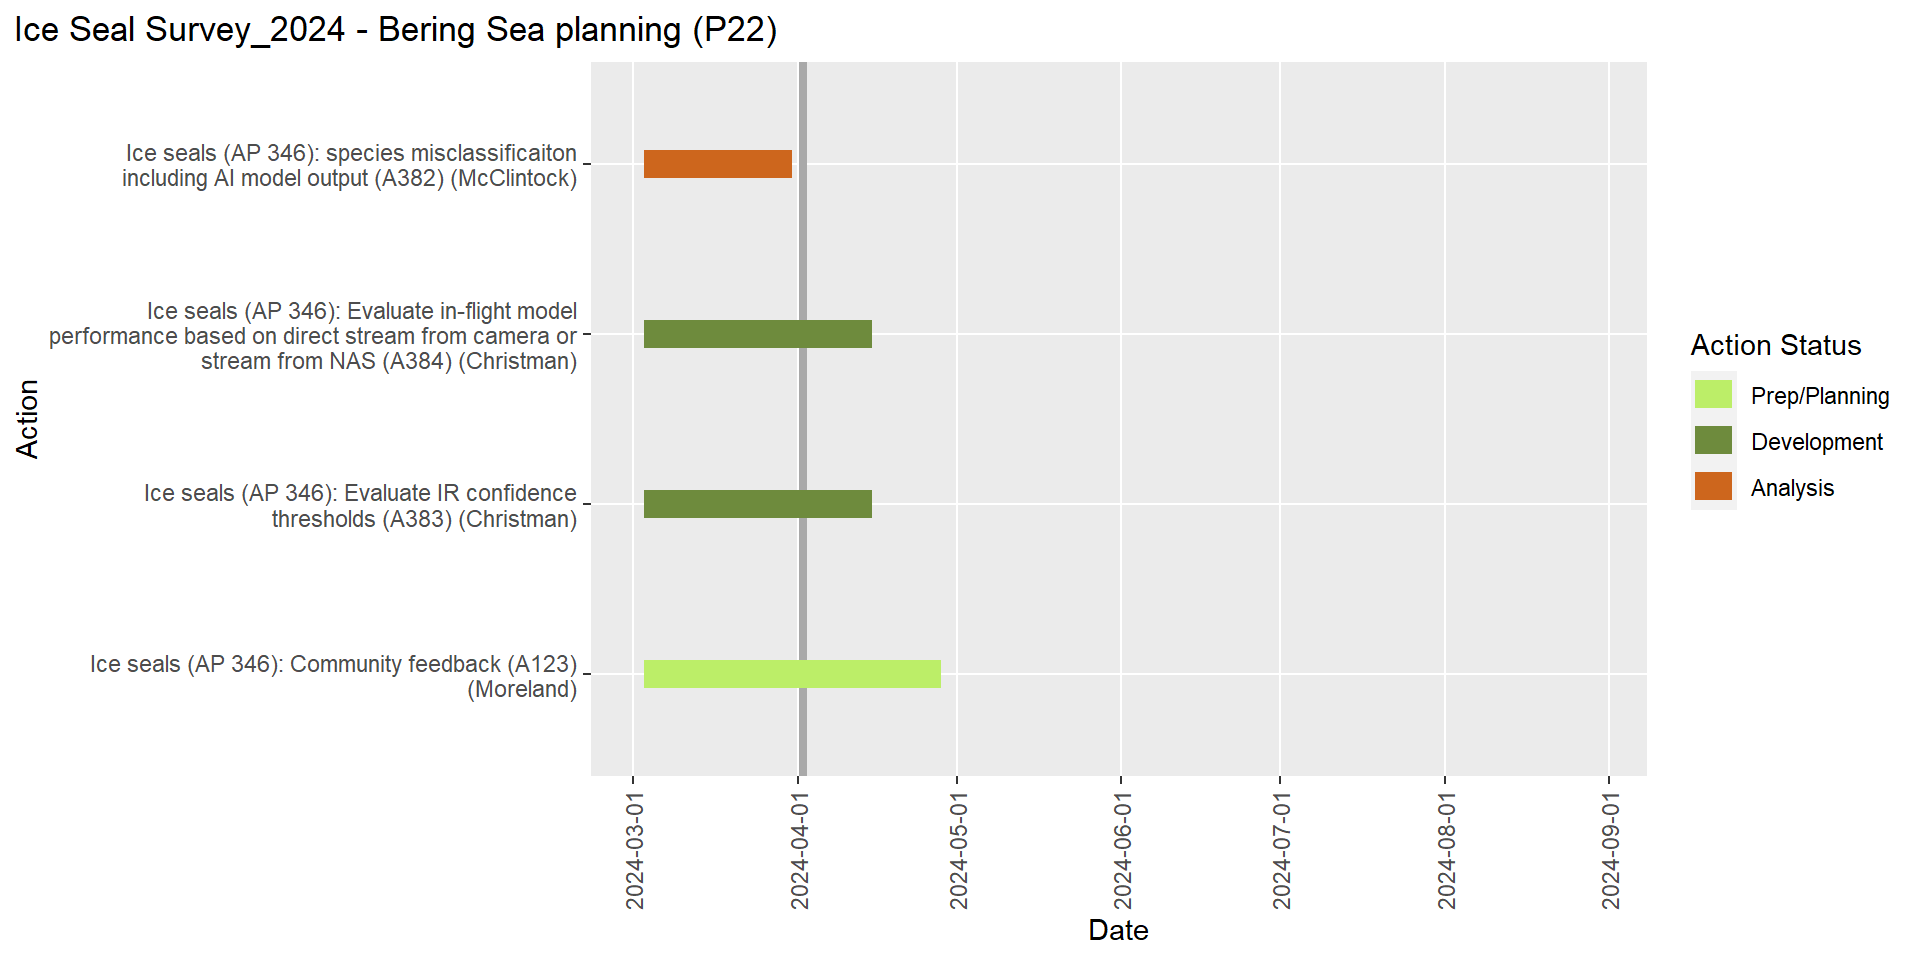 Ice Seal Survey_2024 - Bering Sea planning (P22)
Ice seals (AP 346): species misclassificaiton
including AI model output (A382) (McClintock)
Ice seals (AP 346): Evaluate in-flight model
performance based on direct stream from camera or
stream from NAS (A384) (Christman)
Ice seals (AP 346): Evaluate IR confidence
thresholds (A383) (Christman)
Ice seals (AP 346): Community feedback (A123)
(Moreland)
Action
2024-03-01
2024-04-01
2024-05-01
2024-06-01
2024-07-01
2024-08-01
2024-09-01
Date
Action Status
Prep/Planning
Development
Analysis